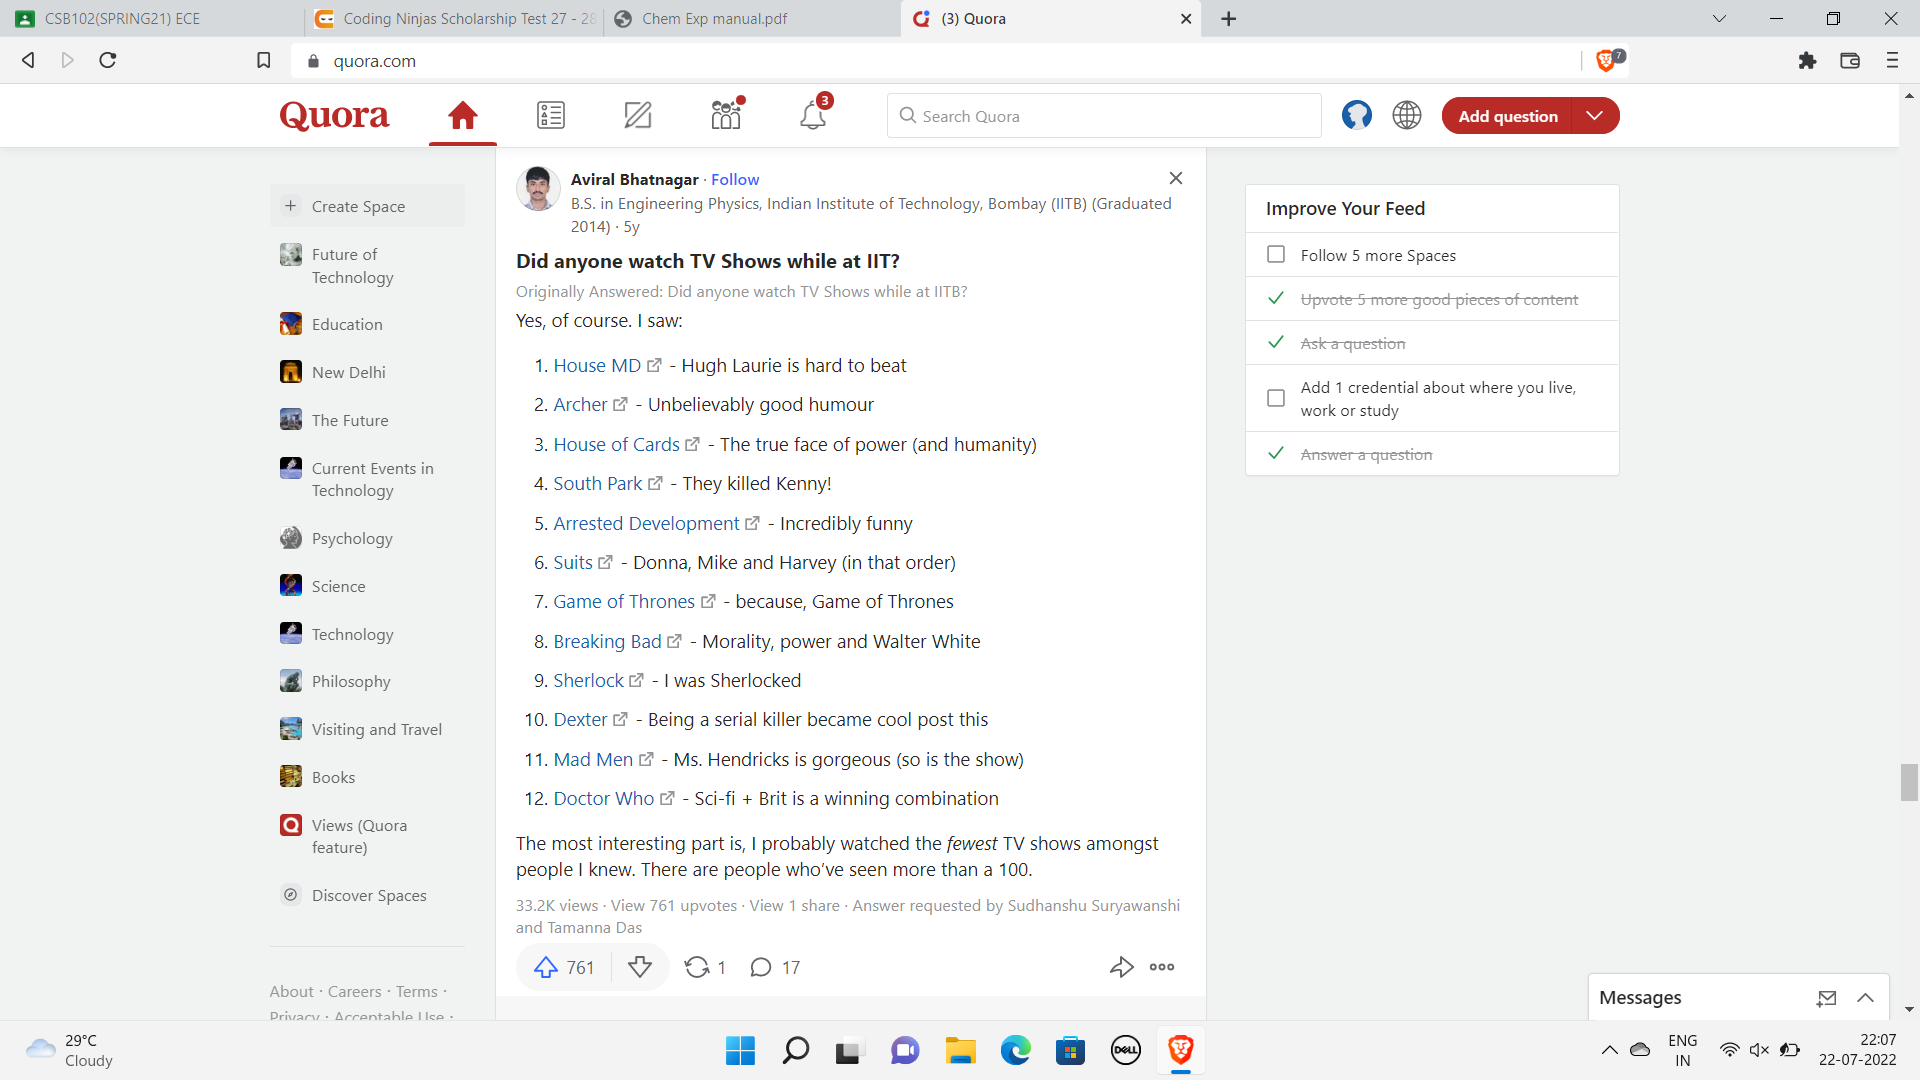 CSB102(SPRING21) ECE
Coding Ninjas Scholarship Test 27 - 28
Chem Exp manual.pdf
(3) Quora
quora.com
7
Quora
3
Search Quora
Add question
Create Space
Future of
Technology
Education
New Delhi
The Future
Current Events in
Technology
Psychology
Science
Technology
Philosophy
Visiting and Travel
Books
Views (Quora
feature)
Discover Spaces
About · Careers · Terms ·
Privacy · Acceptable Use ·
Aviral Bhatnagar · Follow
B.S. in Engineering Physics, Indian Institute of Technology, Bombay (IITB) (Graduated
2014) · 5y
Did anyone watch TV Shows while at IIT?
Originally Answered: Did anyone watch TV Shows while at IITB?
Yes, of course. I saw:
1. House MD - Hugh Laurie is hard to beat
2. Archer - Unbelievably good humour
3. House of Cards - The true face of power (and humanity)
4. South Park - They killed Kenny!
5. Arrested Development - Incredibly funny
6. Suits - Donna, Mike and Harvey (in that order)
7. Game of Thrones - because, Game of Thrones
8. Breaking Bad - Morality, power and Walter White
9. Sherlock - I was Sherlocked
10. Dexter - Being a serial killer became cool post this
11. Mad Men - Ms. Hendricks is gorgeous (so is the show)
12. Doctor Who - Sci-fi + Brit is a winning combination
The most interesting part is, I probably watched the fewest TV shows amongst
people I knew. There are people who’ve seen more than a 100.
33.2K views · View 761 upvotes · View 1 share · Answer requested by Sudhanshu Suryawanshi
and Tamanna Das
761
1
17
Improve Your Feed
Follow 5 more Spaces
Upvote 5 more good pieces of content
Ask a question
Add 1 credential about where you live,
work or study
Answer a question
Messages
29°C
Cloudy
DELL
ENG
IN
22:07
22-07-2022